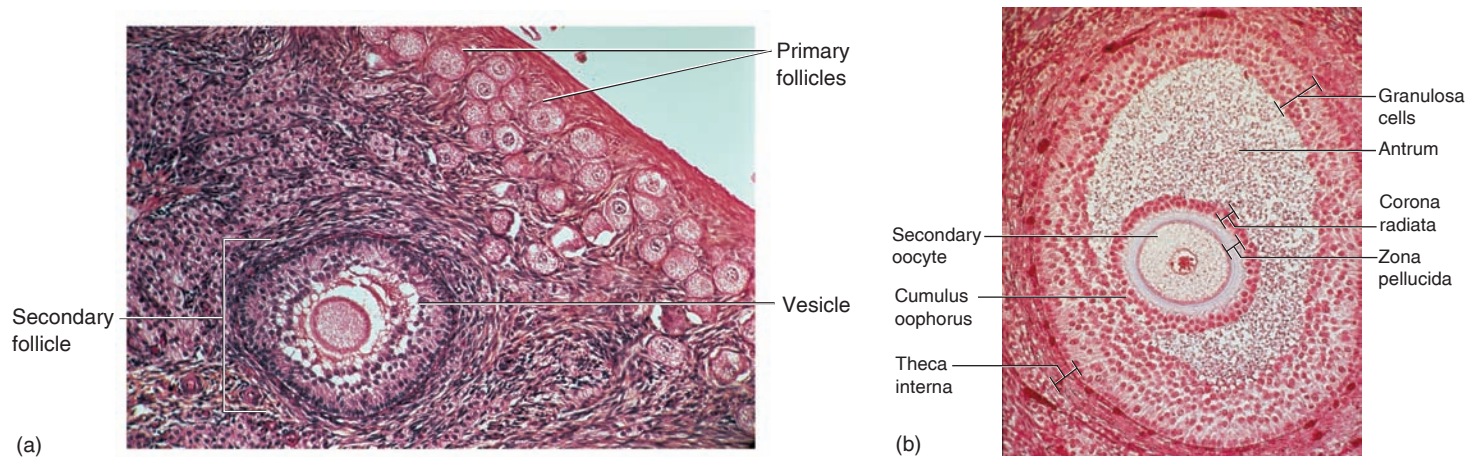 Primary
follicles
Secondary
follicle
Vesicle
(a)
Granulosa
cells
Antrum
Corona
radiata
Zona
pellucida
Secondary
oocyte
Cumulus
oophorus
Theca
interna
(b)